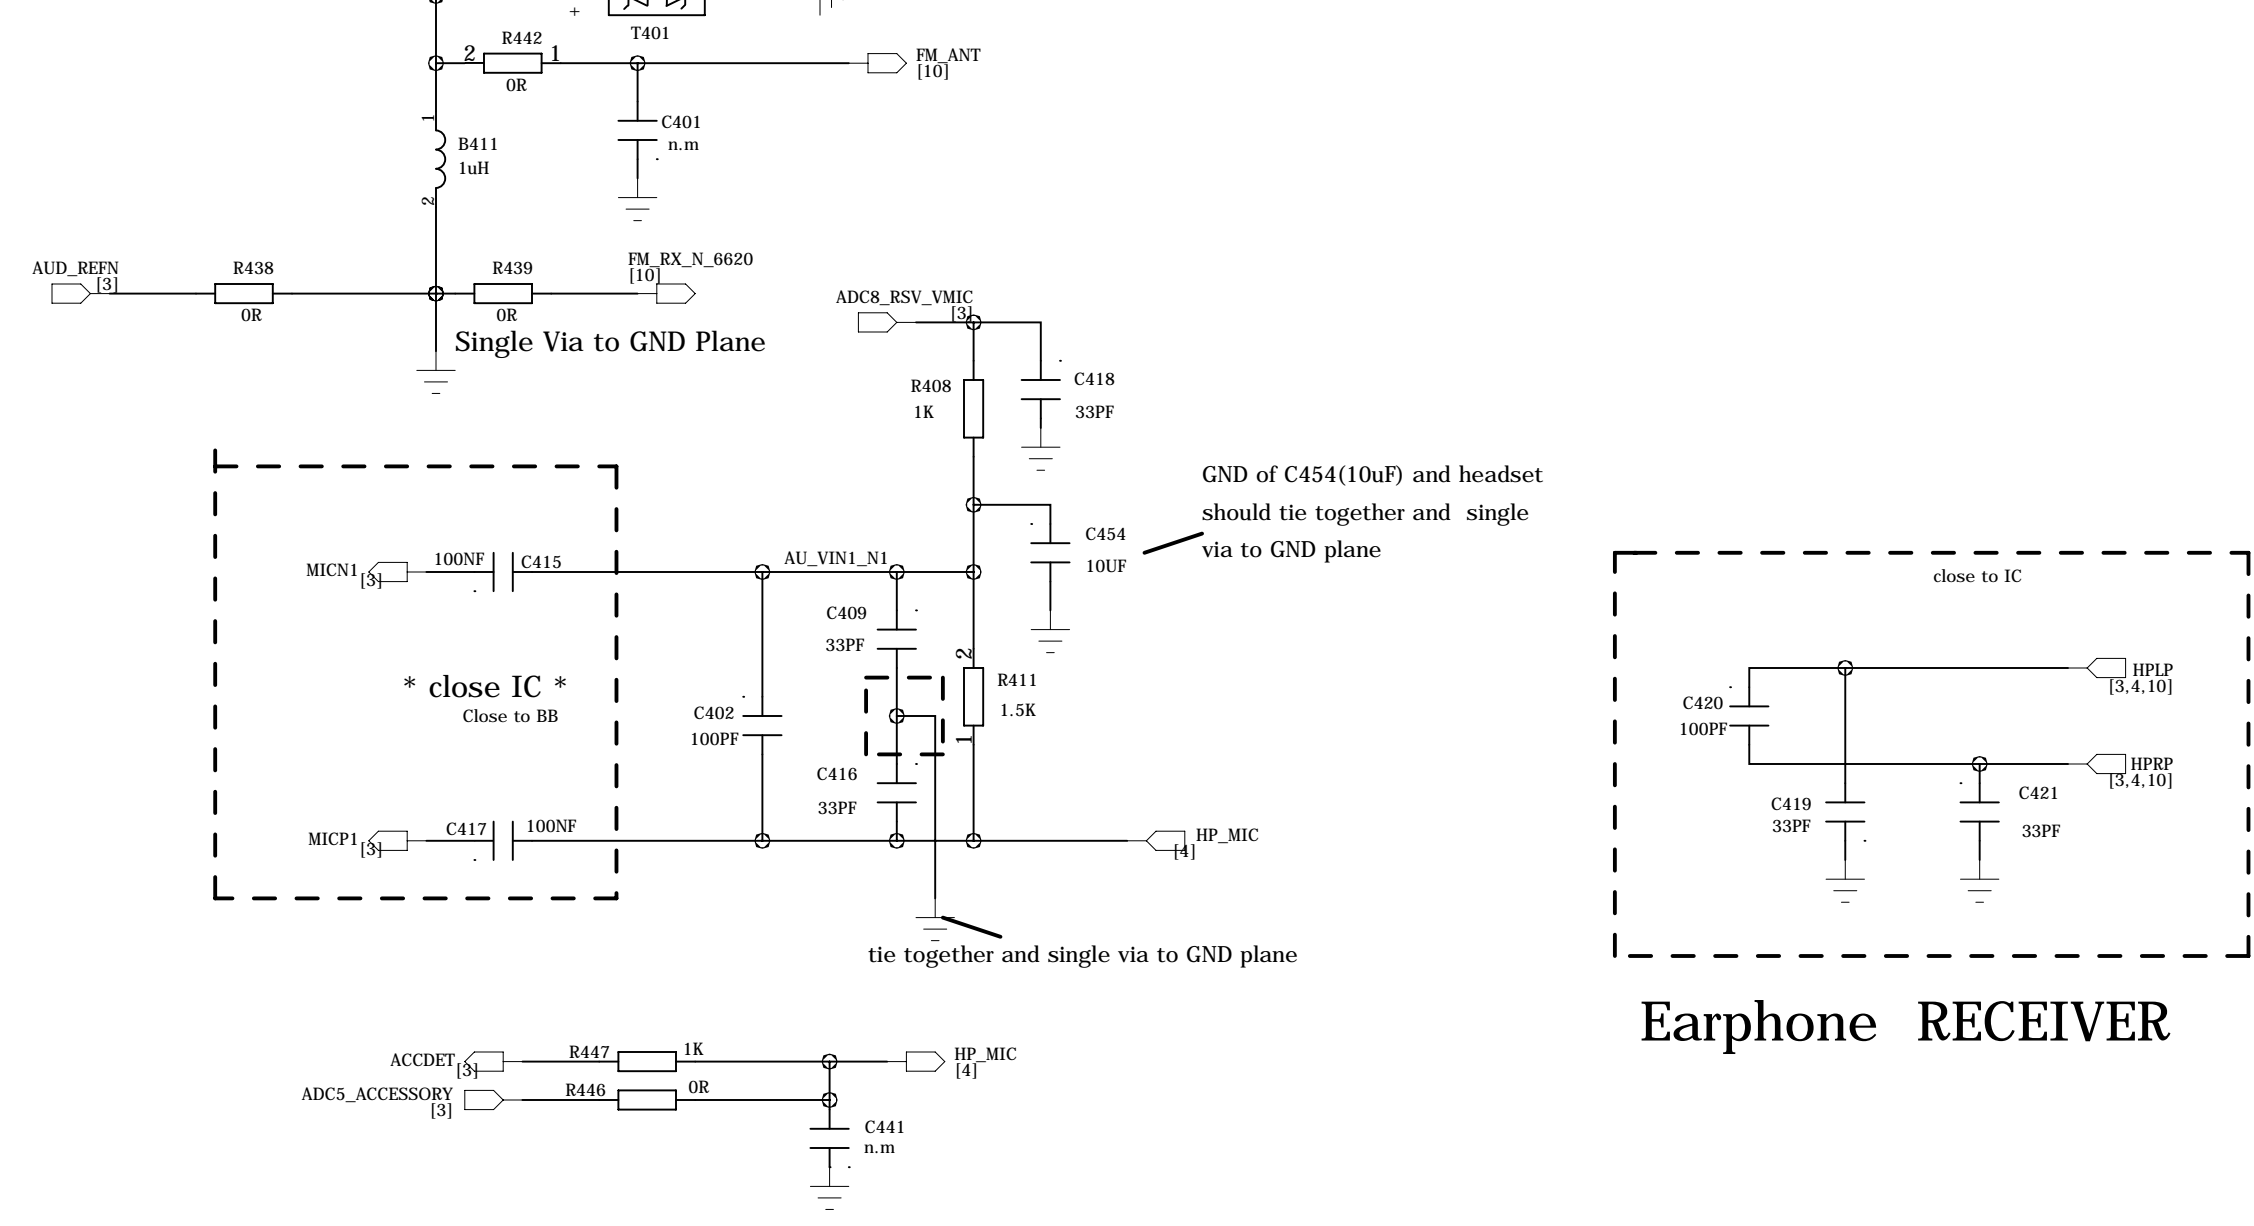 +
T401
R442
2
1
0R
FM_ANT
[10]
C401
n.m
1
B411
1uH
2
AUD_REFN
[3]
R438
0R
R439
0R
FM_RX_N_6620
[10]
Single Via to GND Plane
ADC8_RSV_VMIC
[3]
R408
1K
C418
33PF
GND of C454(10uF) and headset
should tie together and single
via to GND plane
C454
10UF
MICN1
[3]
100NF
C415
AU_VIN1_N1
C409
33PF
* close IC *
Close to BB
C402
100PF
2
R411
1.5K
1
C416
33PF
MICP1
[3]
C417
100NF
HP_MIC
[4]
tie together and single via to GND plane
close to IC
HPLP
[3,4,10]
C420
100PF
HPRP
[3,4,10]
C419
33PF
C421
33PF
Earphone RECEIVER
ACCDET
[3]
R447
1K
HP_MIC
[4]
ADC5_ACCESSORY
[3]
R446
0R
C441
n.m